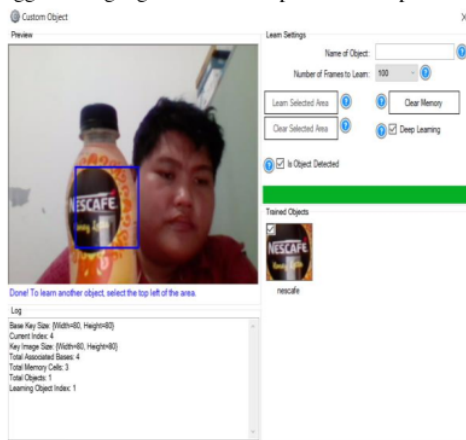 Custom Object
X
Preview
Learn Settings
Name of Object:
Number of Frames to Learn:
100
Learn Selected Area
Clear Memory
Clear Selected Area
Deep Learning
Is Object Detected
Trained Objects
NESCAFE
NESCAFE
nescafe
Done! To learn another object, select the top left of the area.
Log
Base Key Size: {Width=80, Height=80}
Current Index: 4
Key Image Size: {Width=80, Height=80}
Total Associated Bases: 4
Total Memory Cells: 3
Total Objects: 1
Learning Object Index: 1